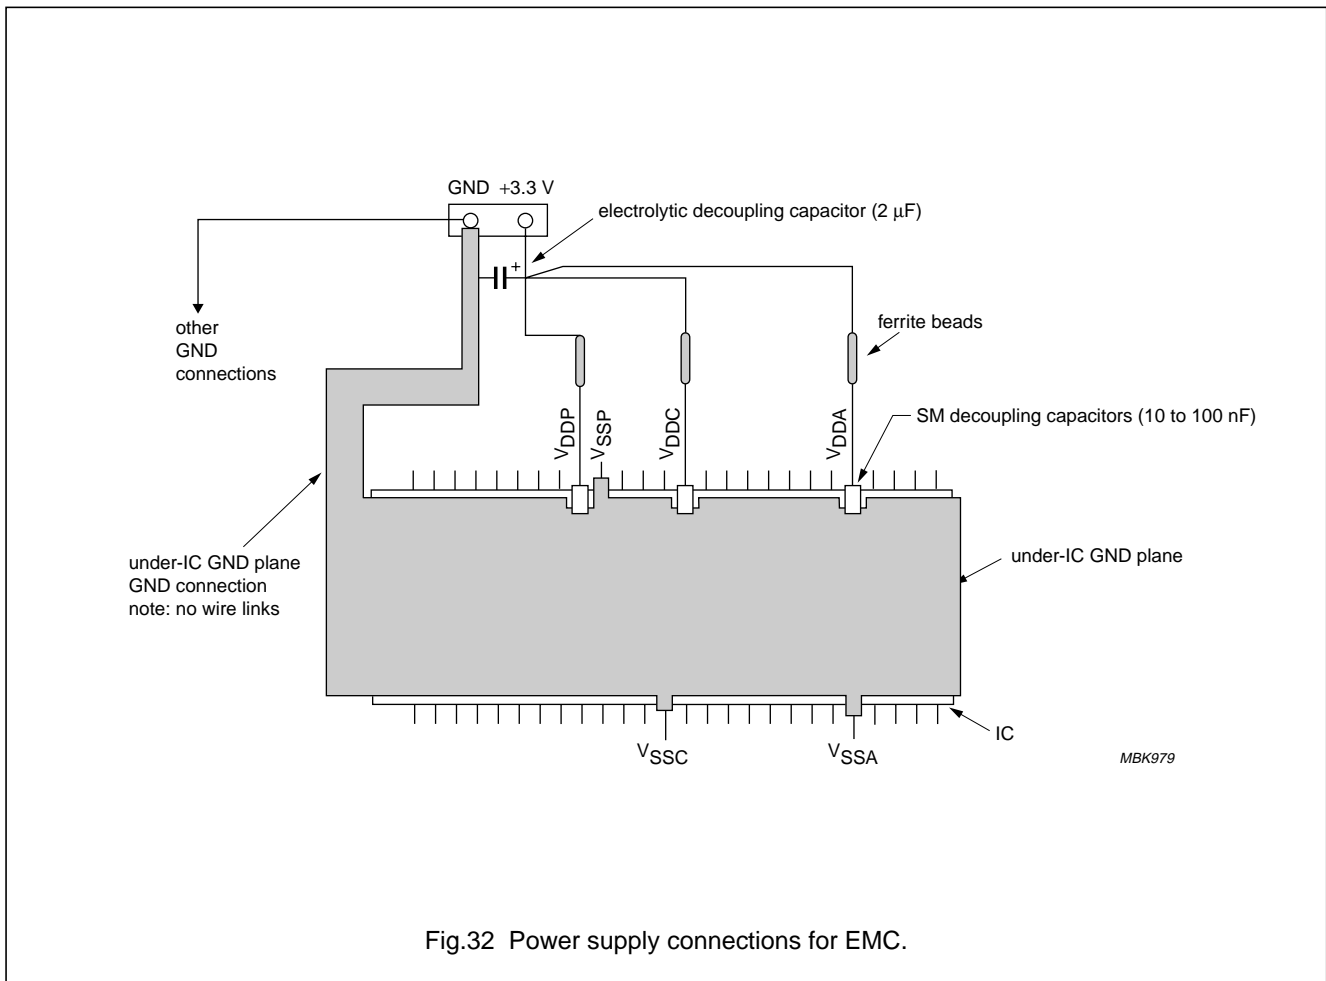 GND +3.3 V
electrolytic decoupling capacitor (2 μF)
+
other
GND
connections
ferrite beads
SM decoupling capacitors (10 to 100 nF)
VDDP
VSSP
VDDC
VDDA
under-IC GND plane
GND connection
note: no wire links
under-IC GND plane
IC
VSSC
VSSA
MBK979
Fig.32 Power supply connections for EMC.